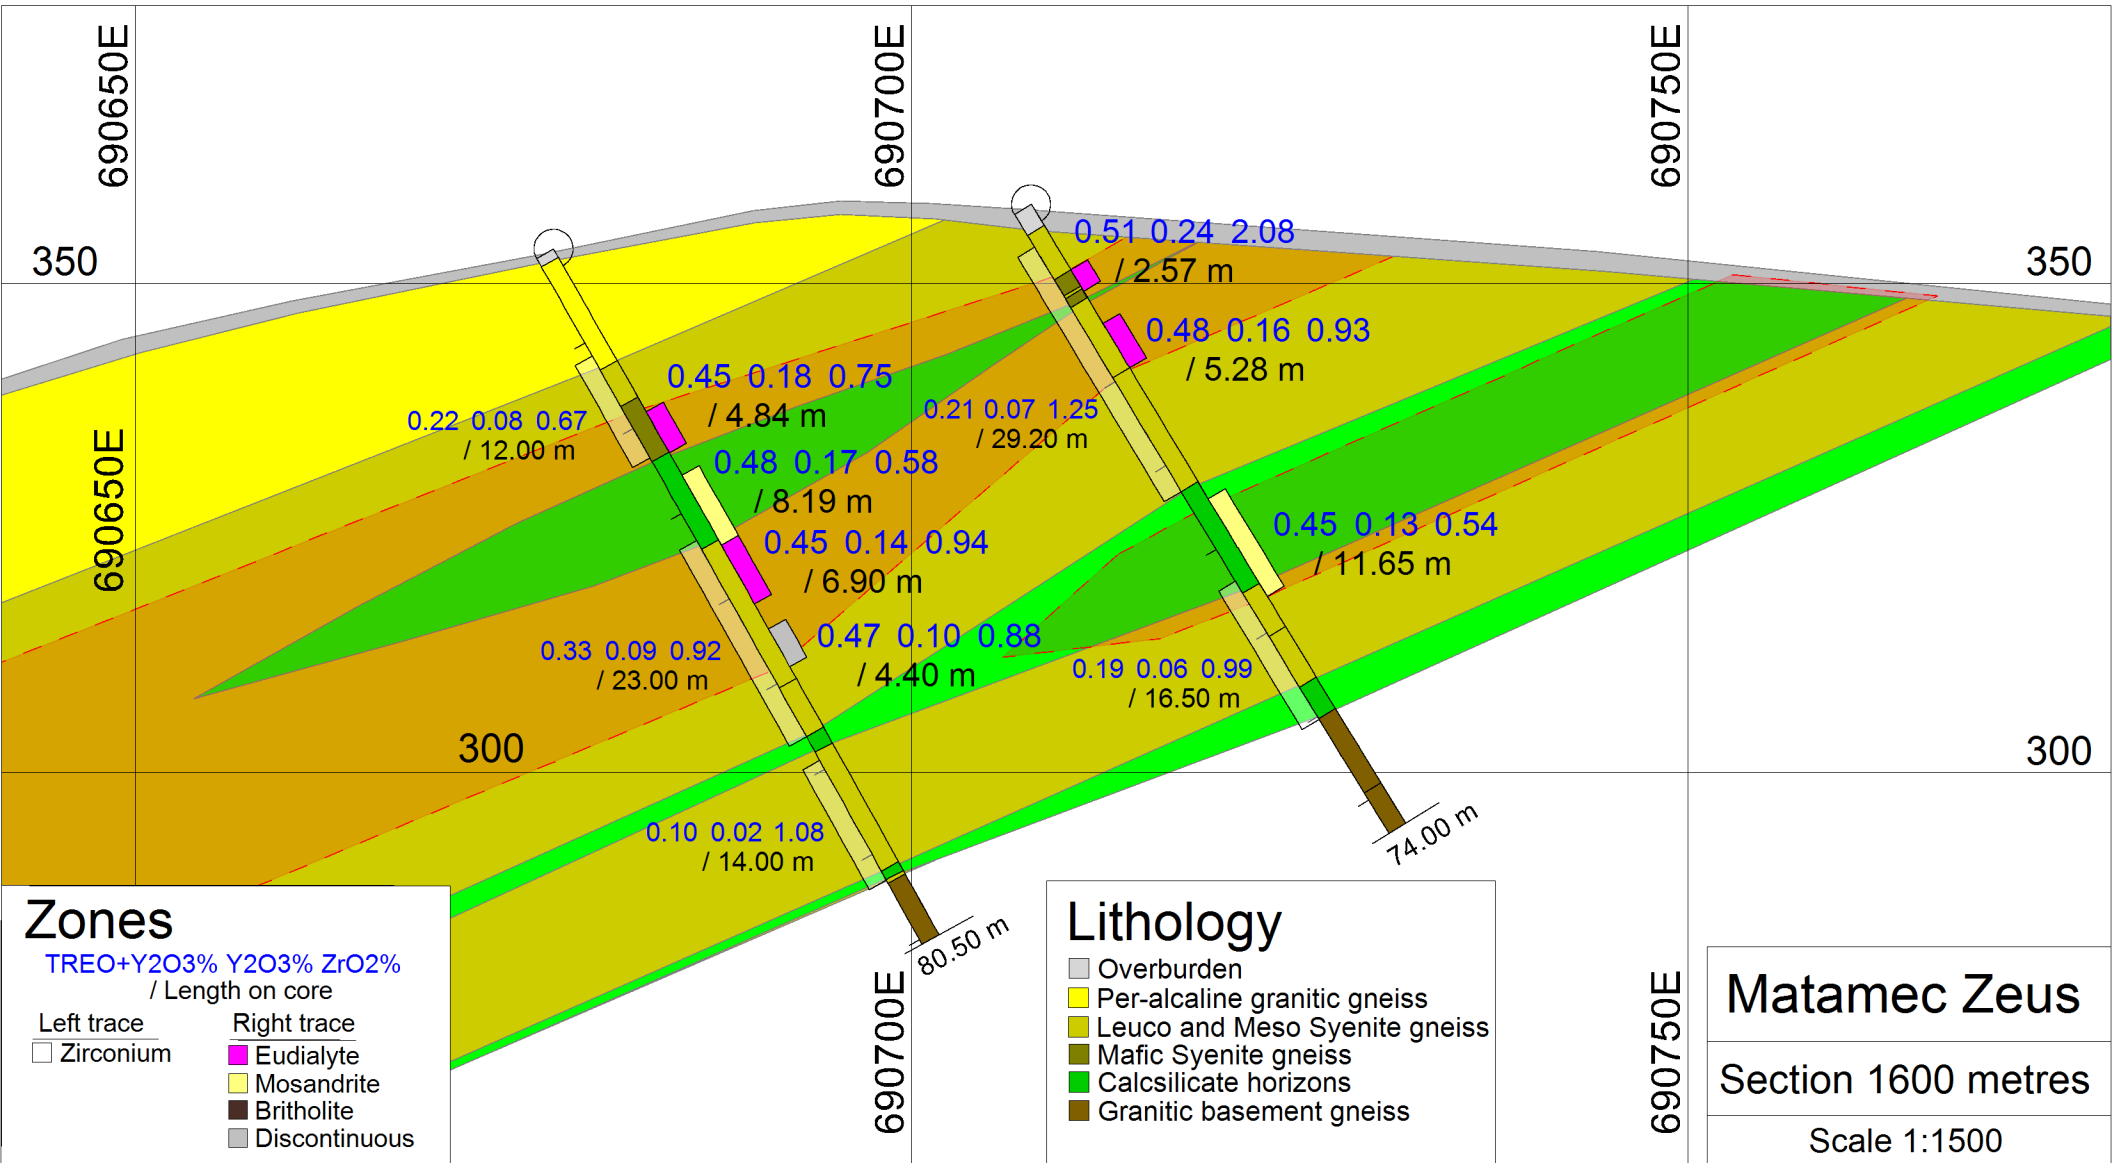 690650E
690700E
690750E
350
350
0.51 0.24 2.08
/ 2.57 m
0.48 0.16 0.93
/ 5.28 m
0.45 0.18 0.75
/ 4.84 m
0.22 0.08 0.67
/ 12.00 m
0.21 0.07 1.25
/ 29.20 m
0.48 0.17 0.58
/ 8.19 m
690650E
0.45 0.14 0.94
/ 6.90 m
0.45 0.13 0.54
/ 11.65 m
0.47 0.10 0.88
/ 4.40 m
0.33 0.09 0.92
/ 23.00 m
0.19 0.06 0.99
/ 16.50 m
300
300
0.10 0.02 1.08
/ 14.00 m
74.00 m
80.50 m
690700E
690750E
Zones
TREO+Y2O3% Y2O3% ZrO2%
/ Length on core
Left trace
Zirconium
Right trace
Eudialyte
Mosandrite
Britholite
Discontinuous
Lithology
Overburden
Per-alcaline granitic gneiss
Leuco and Meso Syenite gneiss
Mafic Syenite gneiss
Calcsilicate horizons
Granitic basement gneiss
Matamec Zeus
Section 1600 metres
Scale 1:1500